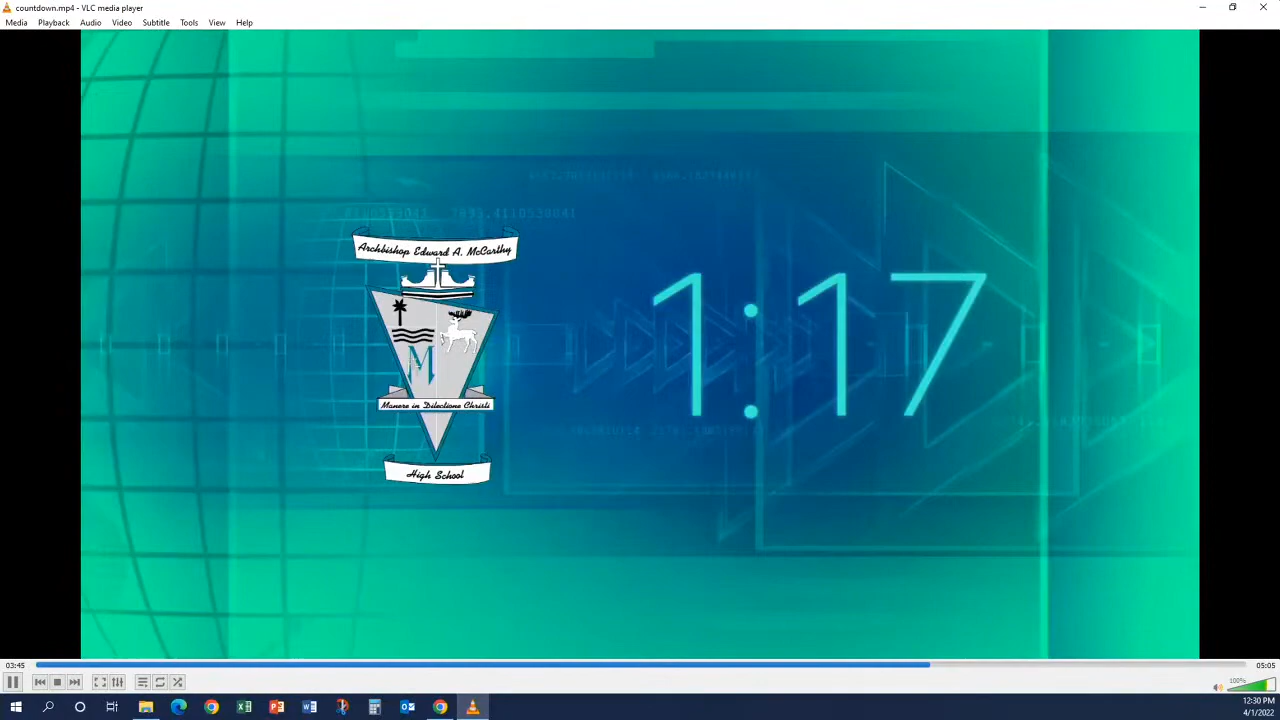 countdown.mp4 - VLC media player
Media Playback Audio Video Subtitle Tools View Help
Archbishop Edward A. McCarthy
M
Manere in Dilectione Christi
High School
1:17
03:45
05:05
100%
12:30 PM
4/1/2022